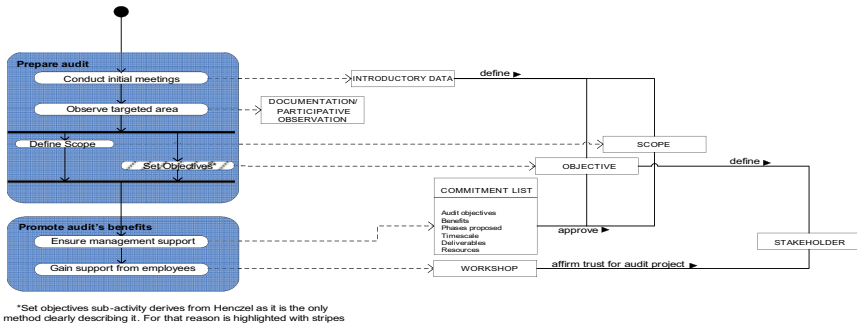 Prepare audit
Conduct initial meetings
INTRODUCTORY DATA
define
Observe targeted area
DOCUMENTATION/
PARTICIPATIVE
OBSERVATION
Define Scope
SCOPE
Set Objectives*
OBJECTIVE
define
COMMITMENT LIST
Audit objectives
Benefits
Phases proposed
Timescale
Deliverables
Resources
Promote audit's benefits
Ensure management support
approve
STAKEHOLDER
Gain support from employees
WORKSHOP
affirm trust for audit project
*Set objectives sub-activity derives from Henczel as it is the only
method clearly describing it. For that reason is highlighted with stripes